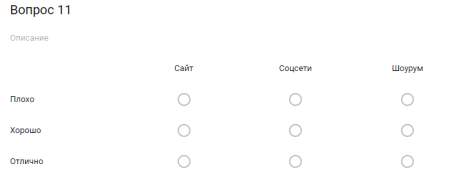 Вопрос 11
Описание
Сайт Соцсети Шоурум
Плохо
Хорошо
Отлично